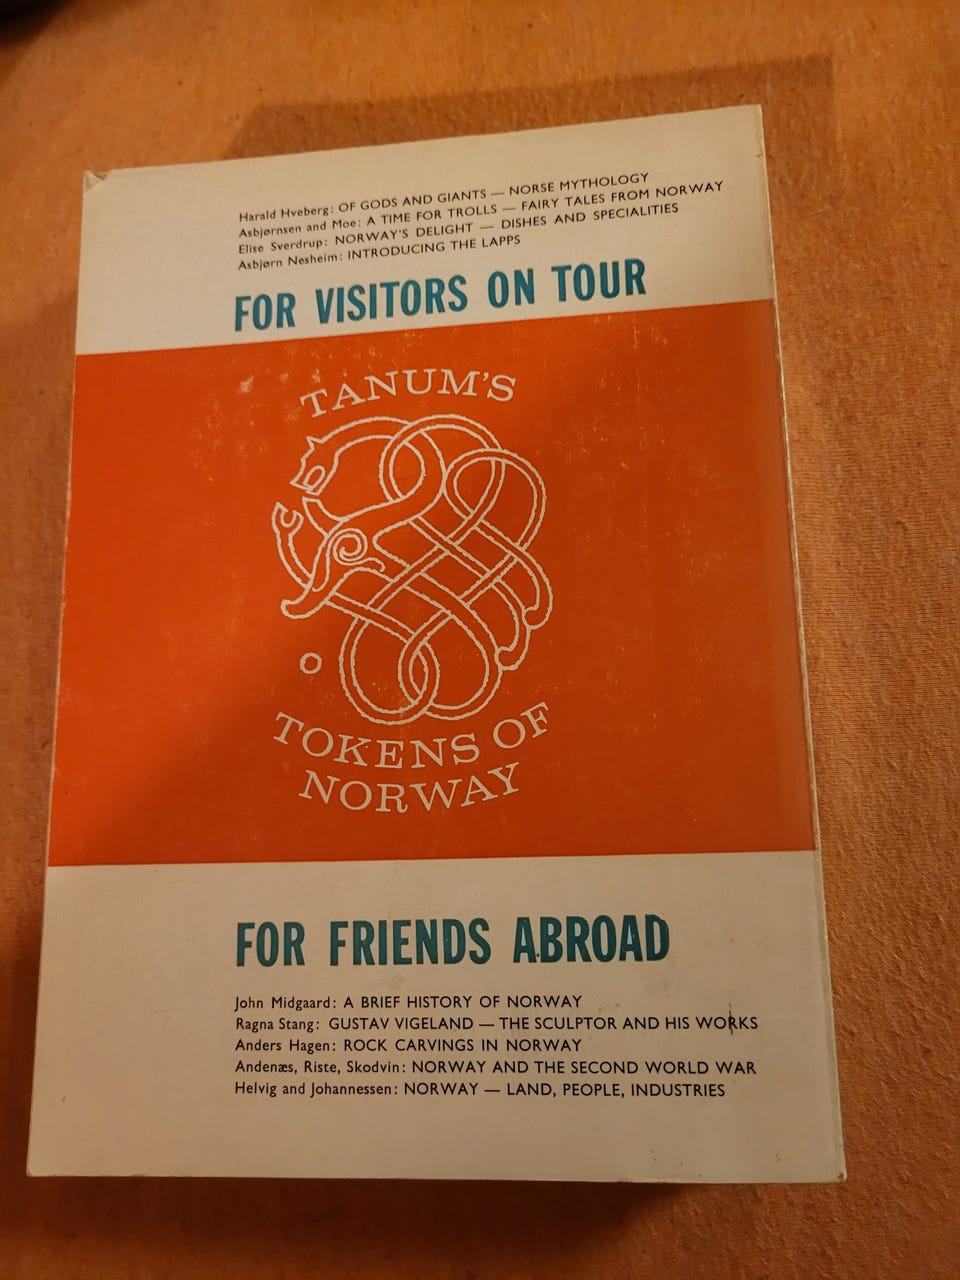 Harald Hveberg: OF GODS AND GIANTS — NORSE MYTHOLOGY
Asbjørnsen and Moe: A TIME FOR TROLLS — FAIRY TALES FROM NORWAY
Elise Sverdrup: NORWAY'S DELIGHT — DISHES AND SPECIALITIES
Asbjørn Nesheim: INTRODUCING THE LAPPS
FOR VISITORS ON TOUR
TANUM'S
TOKENS OF
NORWAY
FOR FRIENDS ABROAD
John Midgaard: A BRIEF HISTORY OF NORWAY
Ragna Stang: GUSTAV VIGELAND — THE SCULPTOR AND HIS WORKS
Anders Hagen: ROCK CARVINGS IN NORWAY
Andenæs, Riste, Skodvin: NORWAY AND THE SECOND WORLD WAR
Helvig and Johannessen: NORWAY — LAND, PEOPLE, INDUSTRIES